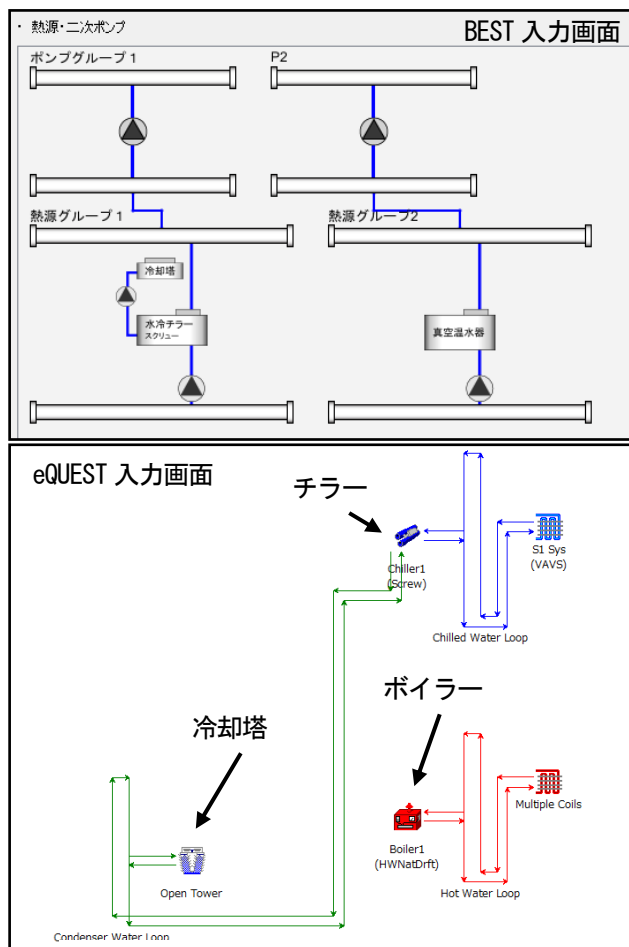 ・ 熱源・二次ポンプ
BEST 入力画面
ポンプグループ1
P2
熱源グループ1
熱源グループ2
冷却塔
水冷チラー
スクリュー
真空温水器
eQUEST 入力画面
チラー
S1 Sys
(VAVS)
Chiller1
(Screw)
Chilled Water Loop
ボイラー
冷却塔
Multiple Coils
Boiler1
(HWNatDrft)
Open Tower
Hot Water Loop
Condenser Water Loop